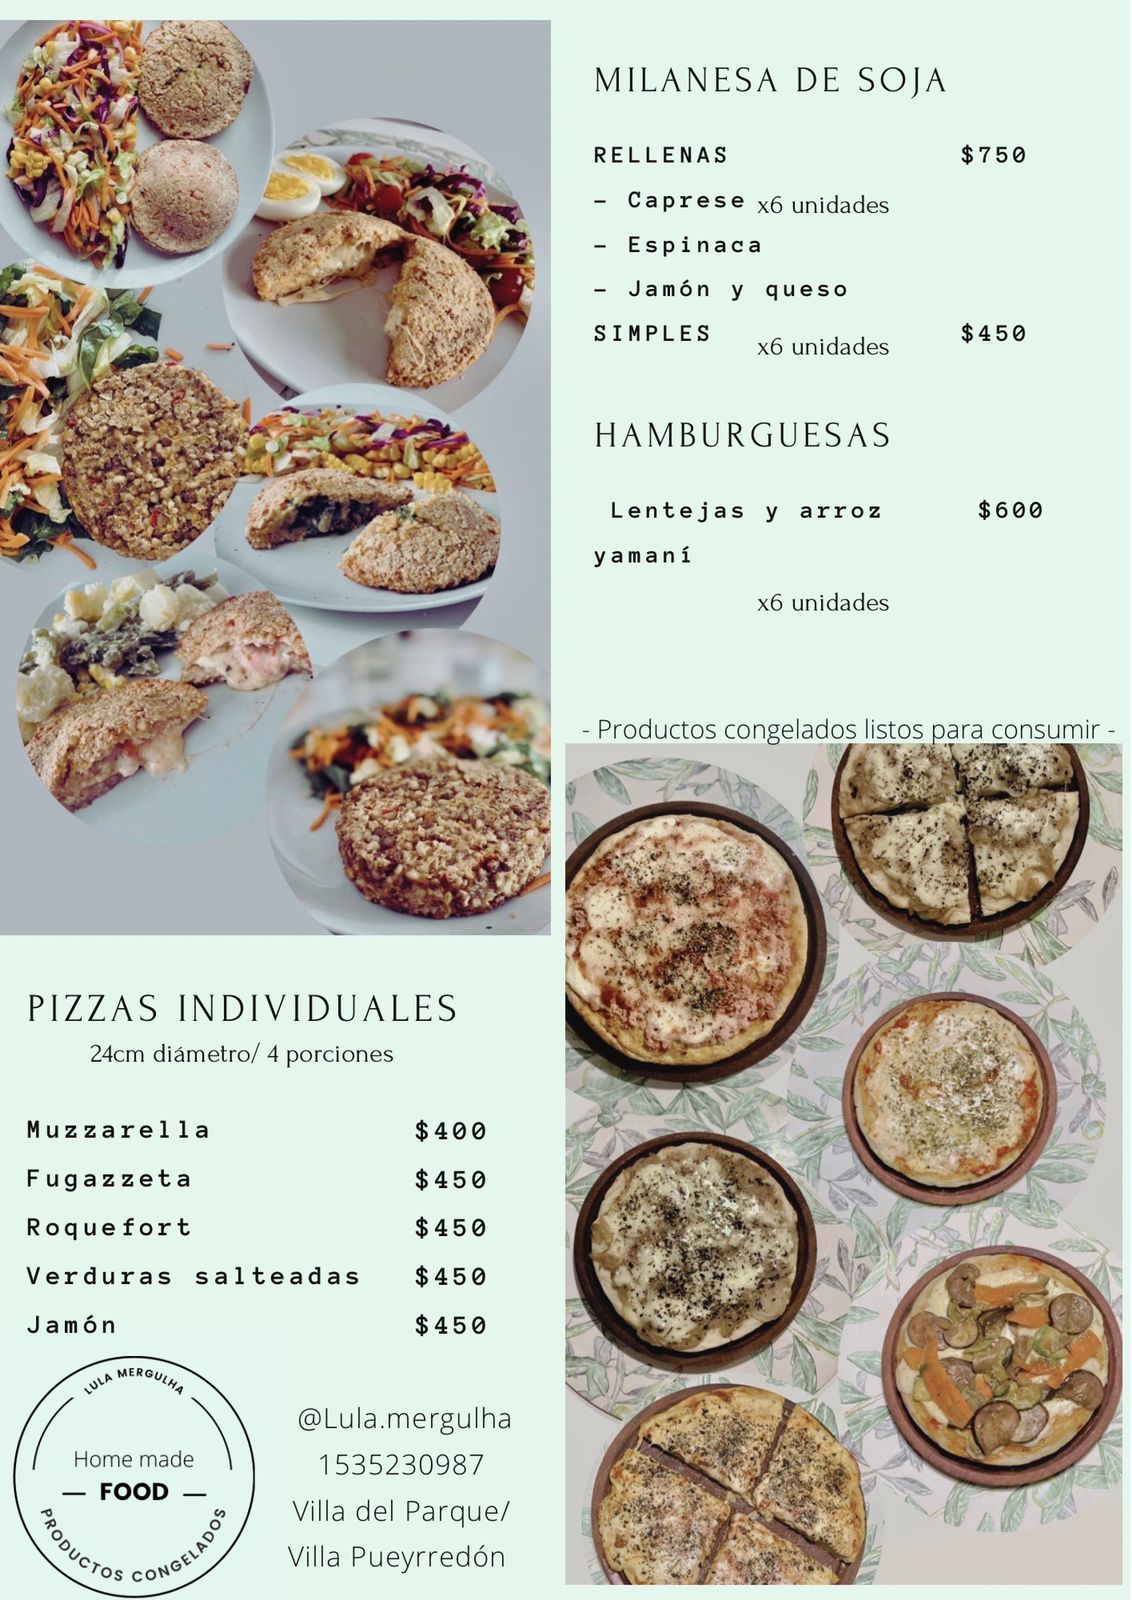 MILANESA DE SOJA
RELLENAS $750
– Caprese x6 unidades
– Espinaca
– Jamón y queso
SIMPLES x6 unidades $450
HAMBURGUESAS
Lentejas y arroz $600
yamaní
x6 unidades
- Productos congelados listos para consumir -
PIZZAS INDIVIDUALES
24cm diámetro/ 4 porciones
Muzzarella $400
Fugazzeta $450
Roquefort $450
Verduras salteadas $450
Jamón $450
LULA MERGULHA
Home made
— FOOD —
PRODUCTOS CONGELADOS
@Lula.mergulha
1535230987
Villa del Parque/
Villa Pueyrredón